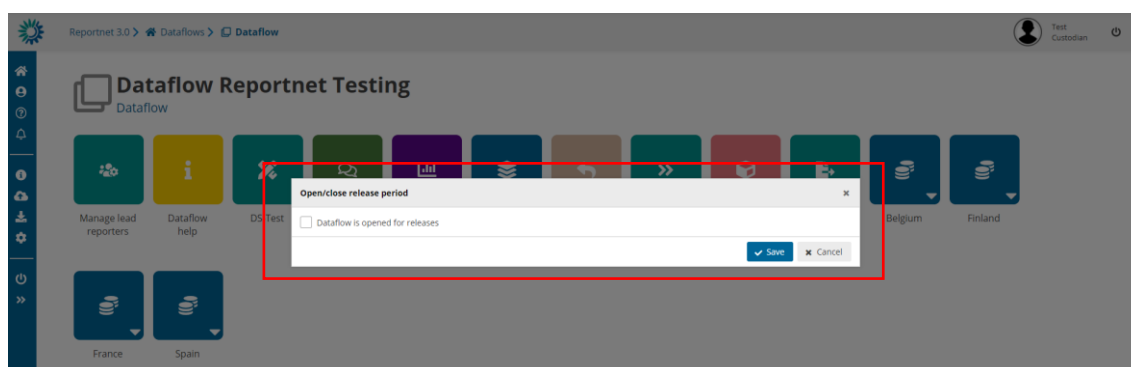 Reportnet 3.0 Dataflows Dataflow
Test
Custodian
Dataflow Reportnet Testing
Dataflow
Open/close release period
Manage lead
reporters
Dataflow
help
DS Test
Dataflow is opened for releases
Belgium
Finland
Save
Cancel
France
Spain